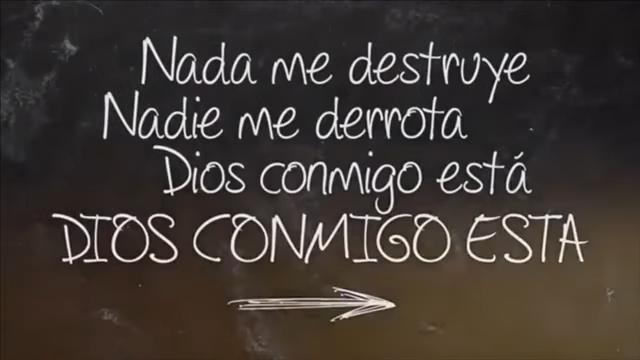 Nada me destruye
Nadie me derrota
Dios conmigo está
DIOS CONMIGO ESTA